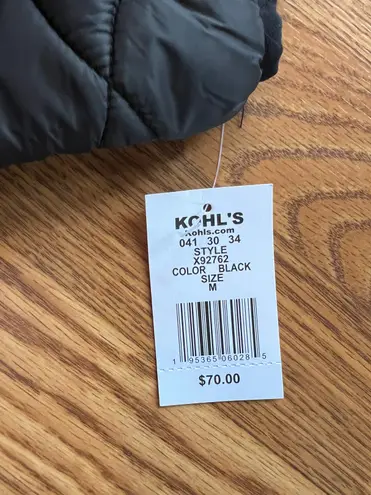 KOHL'S
Kohls.com
041 30 34
STYLE
X92762
COLOR BLACK
SIZE
M
1 95365 06028 5
$70.00